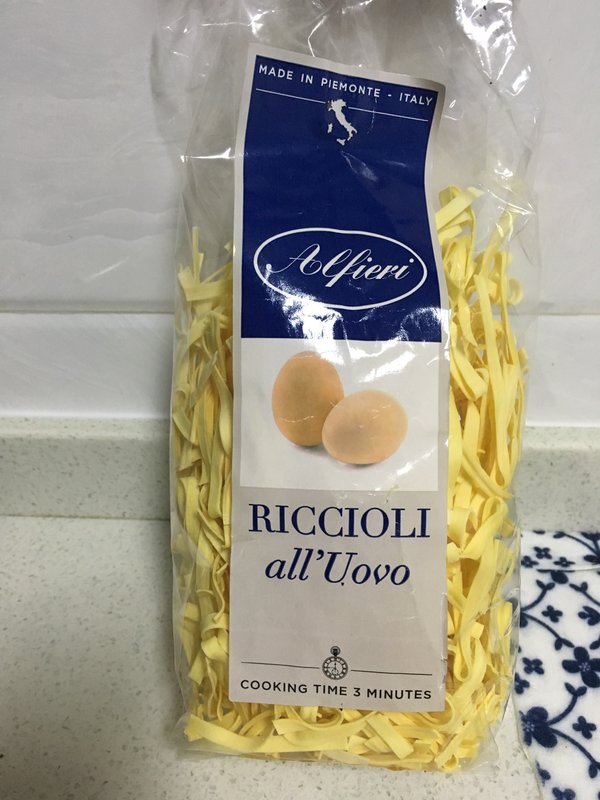 MADE IN PIEMONTE - ITALY
Alfieri
RICCIOLI
all'Uovo
COOKING TIME 3 MINUTES